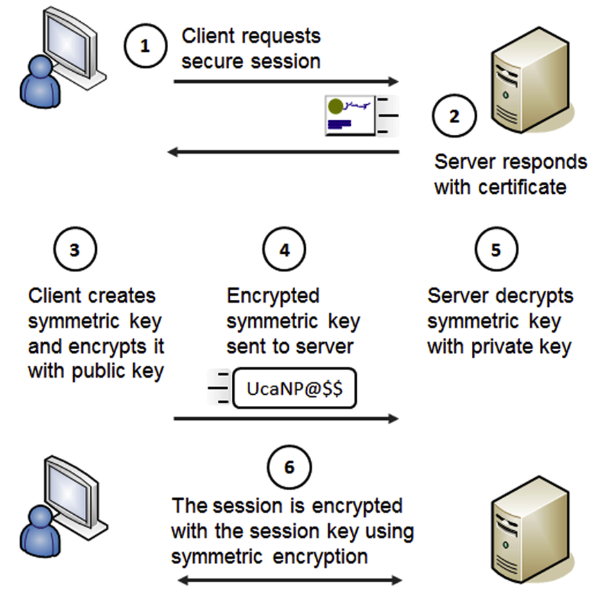 1
Client requests
secure session
2
Server responds
with certificate
3
Client creates
symmetric key
and encrypts it
with public key
4
Encrypted
symmetric key
sent to server
UcaNP@$$
5
Server decrypts
symmetric key
with private key
6
The session is encrypted
with the session key using
symmetric encryption